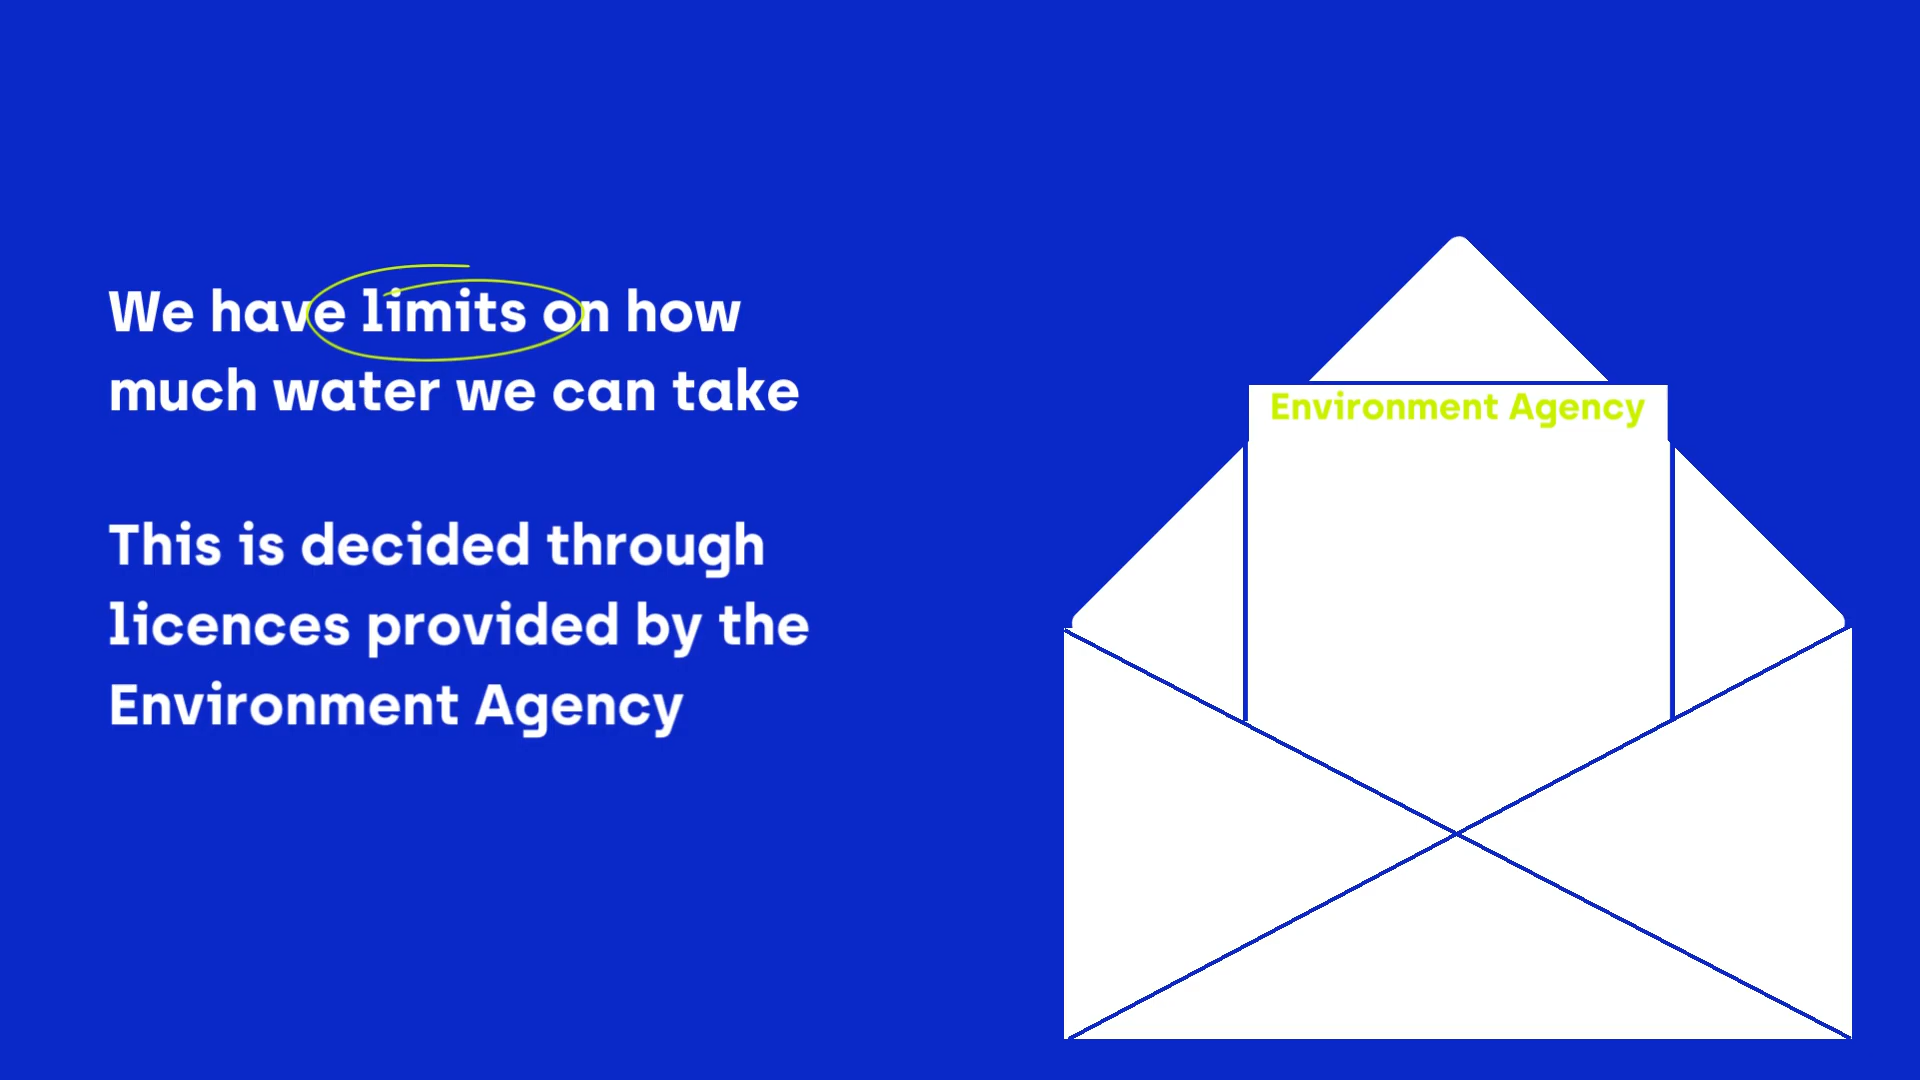 We have limits on how
much water we can take
This is decided through
licences provided by the
Environment Agency
Environment Agency